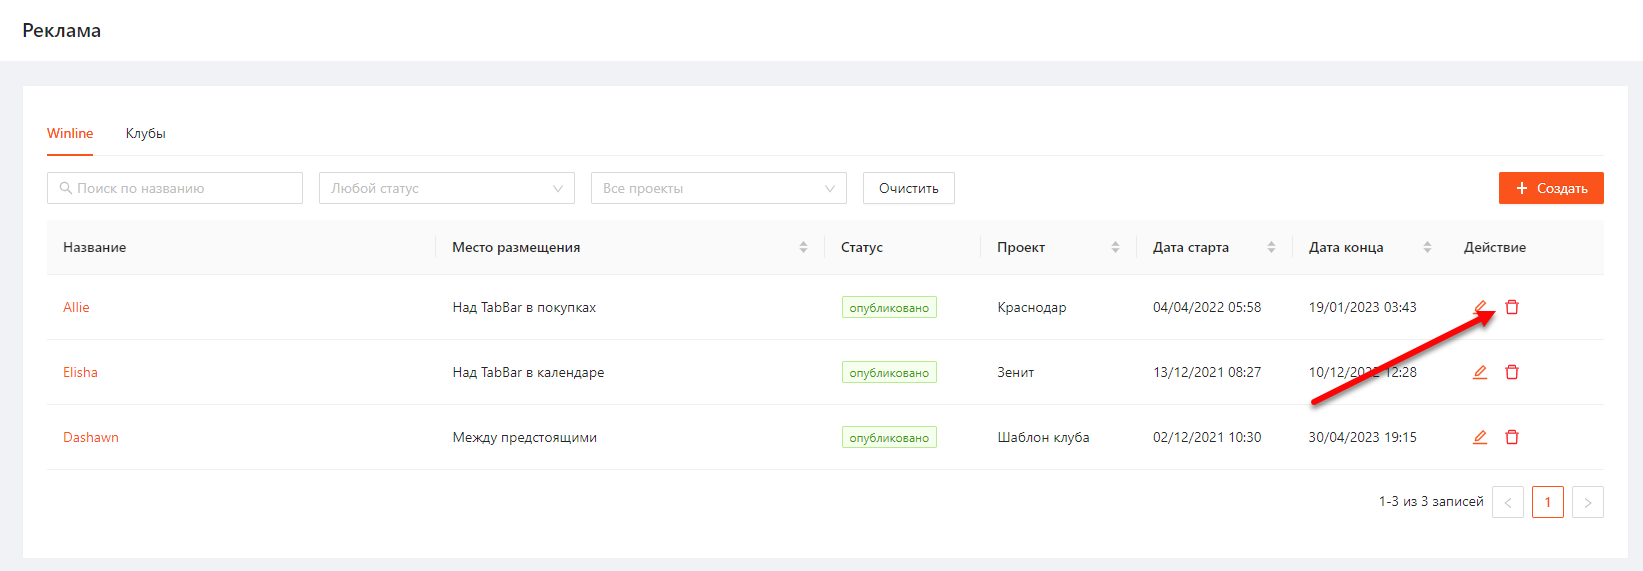 Реклама
Winline Клубы
Поиск по названию Любой статус Все проекты Очистить + Создать
Название Место размещения Статус Проект Дата старта Дата конца Действие
Allie Над TabBar в покупках опубликовано Краснодар 04/04/2022 05:58 19/01/2023 03:43
Elisha Над TabBar в календаре опубликовано Зенит 13/12/2021 08:27 10/12/2022 12:28
Dashawn Между предстоящими опубликовано Шаблон клуба 02/12/2021 10:30 30/04/2023 19:15
1-3 из 3 записей < 1 >